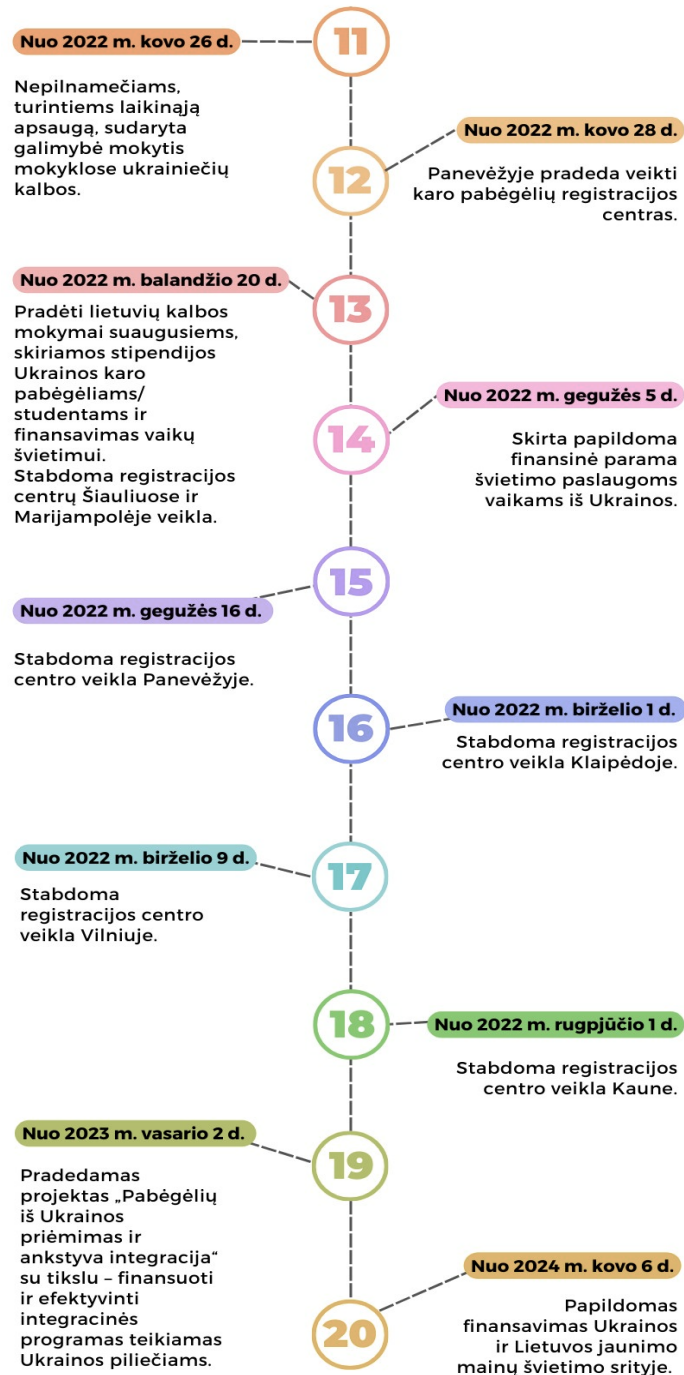 11
Nuo 2022 m. kovo 26 d.
Nepilnamečiams,
turintiems laikinąją
apsaugą, sudaryta
galimybė mokytis
mokyklose ukrainiečių
kalbos.
12
Nuo 2022 m. kovo 28 d.
Panevėžyje pradeda veikti
karo pabėgėlių registracijos
centras.
13
Nuo 2022 m. balandžio 20 d.
Pradėti lietuvių kalbos
mokymai suaugusiems,
skiriamos stipendijos
Ukrainos karo
pabėgėliams/
studentams ir
finansavimas vaikų
švietimui.
Stabdoma registracijos
centrų Šiauliuose ir
Marijampolėje veikla.
14
Nuo 2022 m. gegužės 5 d.
Skirta papildoma
finansinė parama
švietimo paslaugoms
vaikams iš Ukrainos.
15
Nuo 2022 m. gegužės 16 d.
Stabdoma registracijos
centro veikla Panevėžyje.
16
Nuo 2022 m. birželio 1 d.
Stabdoma registracijos
centro veikla Klaipėdoje.
17
Nuo 2022 m. birželio 9 d.
Stabdoma
registracijos centro
veikla Vilniuje.
18
Nuo 2022 m. rugpjūčio 1 d.
Stabdoma registracijos
centro veikla Kaune.
19
Nuo 2023 m. vasario 2 d.
Pradedamas
projektas „Pabėgėlių
iš Ukrainos
priėmimas ir
ankstyva integracija“
su tikslu – finansuoti
ir efektyvinti
integracinės
programas teikiamas
Ukrainos piliečiams.
20
Nuo 2024 m. kovo 6 d.
Papildomas
finansavimas Ukrainos
ir Lietuvos jaunimo
mainų švietimo srityje.